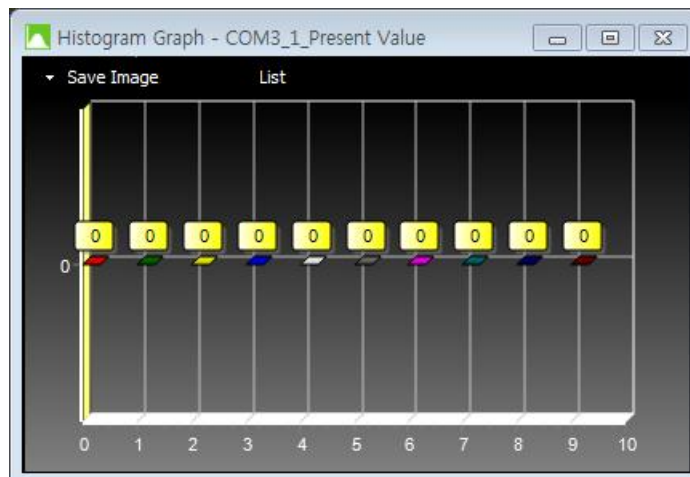 Histogram Graph - COM3_1_Present Value
Save Image List
0 0 0 0 0 0 0 0 0 0
0
0 1 2 3 4 5 6 7 8 9 10